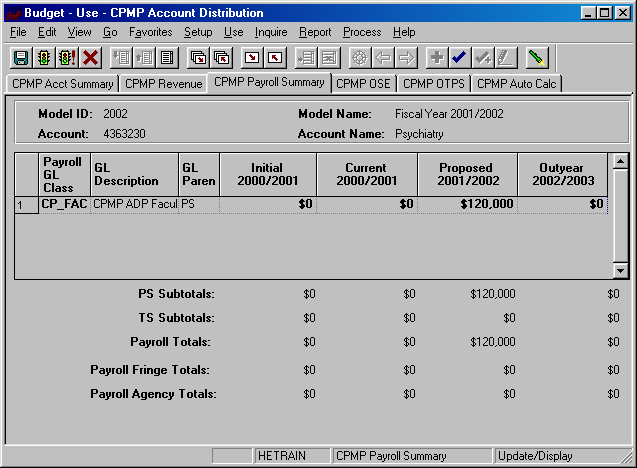 Budget - Use - CPMP Account Distribution
File Edit View Go Favorites Setup Use Inquire Report Process Help
CPMP Acct Summary CPMP Revenue CPMP Payroll Summary CPMP OSE CPMP OTPS CPMP Auto Calc
Model ID: 2002 Model Name: Fiscal Year 2001/2002
Account: 4363230 Account Name: Psychiatry
Payroll GL Class GL Description GL Paren Initial 2000/2001 Current 2000/2001 Proposed 2001/2002 Outyear 2002/2003
1 CP_FAC CPMP ADP Facul PS $0 $0 $120,000 $0
PS Subtotals: $0 $0 $120,000 $0
TS Subtotals: $0 $0 $0 $0
Payroll Totals: $0 $0 $120,000 $0
Payroll Fringe Totals: $0 $0 $0 $0
Payroll Agency Totals: $0 $0 $0 $0
HETRAIN CPMP Payroll Summary Update/Display